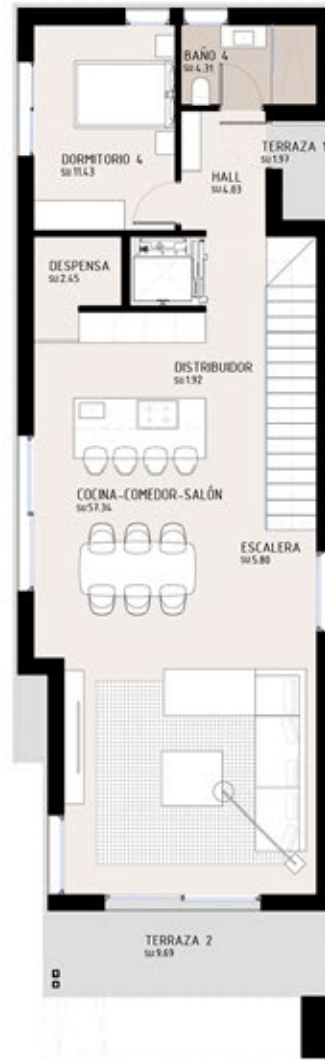 BAÑO 4
SU 4.31
DORMITORIO 4
SU 11.43
TERRAZA 1
SU 1.97
HALL
SU 4.03
DESPENSA
SU 2.45
DISTRIBUIDOR
SU 1.92
COCINA-COMEDOR-SALÓN
SU 57.34
ESCALERA
SU 5.80
TERRAZA 2
SU 9.69